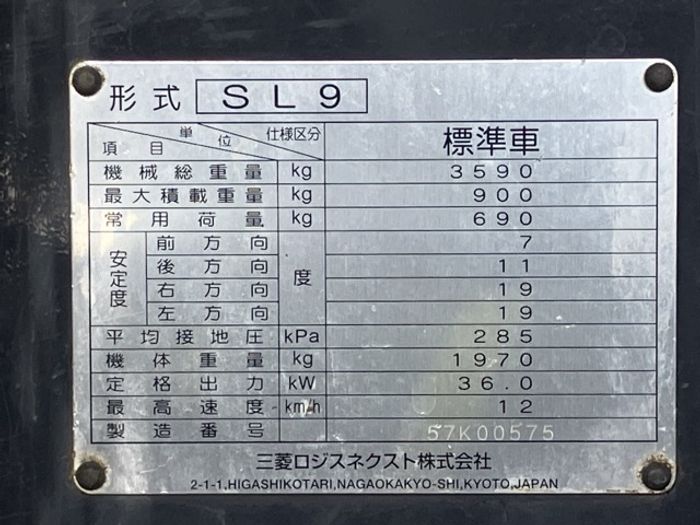 形式 SL9
項目 単位 仕様区分 標準車
機械総重量 kg 3590
最大積載重量 kg 900
常用荷重 kg 690
安定度 前方向 度 7
後方向 11
右方向 19
左方向 19
平均接地圧 kPa 285
機体重量 kg 1970
定格出力 kW 36.0
最高速度 km/h 12
製造番号 57K00575
三菱ロジスネクスト株式会社
2-1-1,HIGASHIKOTARI,NAGAOKAKYO-SHI,KYOTO,JAPAN